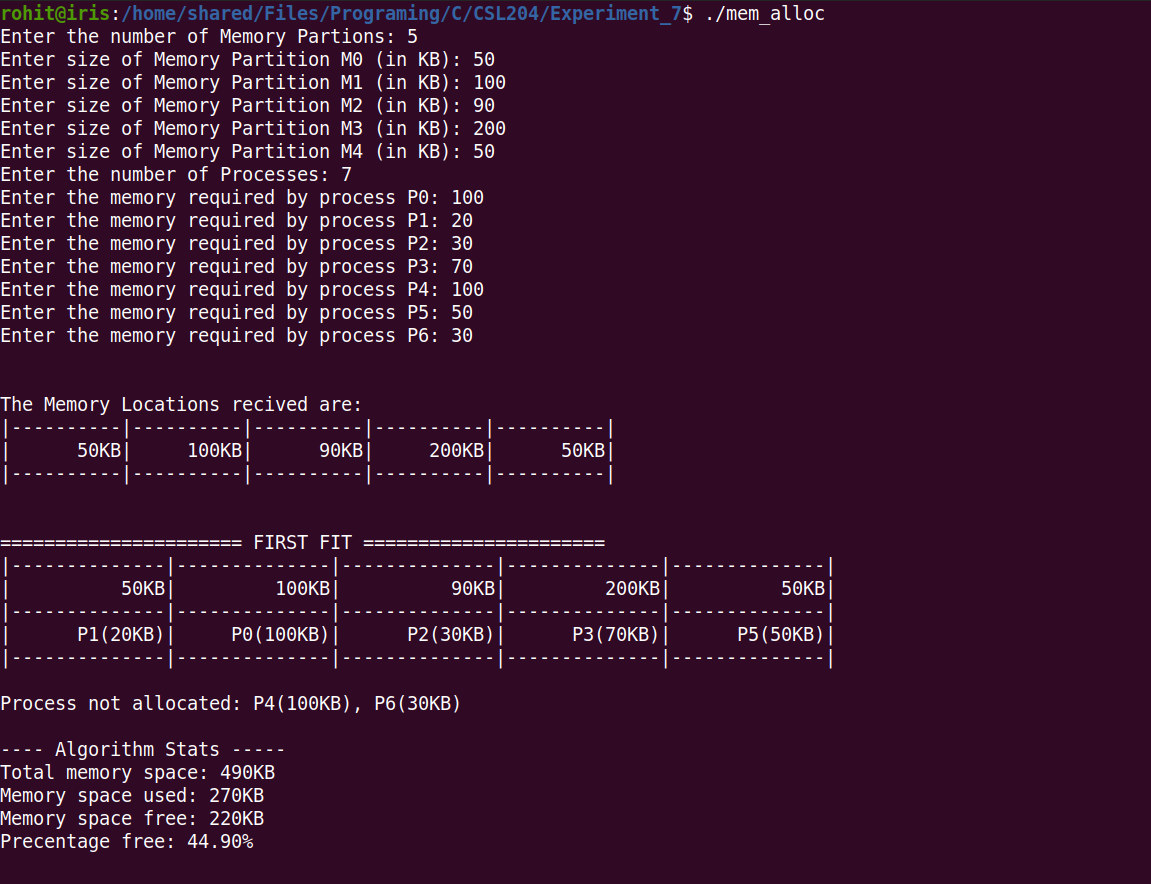 rohit@iris:/home/shared/Files/Programing/C/CSL204/Experiment_7$ ./mem_alloc
Enter the number of Memory Partions: 5
Enter size of Memory Partition M0 (in KB): 50
Enter size of Memory Partition M1 (in KB): 100
Enter size of Memory Partition M2 (in KB): 90
Enter size of Memory Partition M3 (in KB): 200
Enter size of Memory Partition M4 (in KB): 50
Enter the number of Processes: 7
Enter the memory required by process P0: 100
Enter the memory required by process P1: 20
Enter the memory required by process P2: 30
Enter the memory required by process P3: 70
Enter the memory required by process P4: 100
Enter the memory required by process P5: 50
Enter the memory required by process P6: 30
The Memory Locations recived are:
|----------|----------|----------|----------|----------|
|      50KB|     100KB|      90KB|     200KB|      50KB|
|----------|----------|----------|----------|----------|
====================== FIRST FIT ======================
|--------------|--------------|--------------|--------------|--------------|
|          50KB|         100KB|          90KB|         200KB|          50KB|
|--------------|--------------|--------------|--------------|--------------|
|      P1(20KB)|     P0(100KB)|      P2(30KB)|      P3(70KB)|      P5(50KB)|
|--------------|--------------|--------------|--------------|--------------|
Process not allocated: P4(100KB), P6(30KB)
---- Algorithm Stats -----
Total memory space: 490KB
Memory space used: 270KB
Memory space free: 220KB
Precentage free: 44.90%